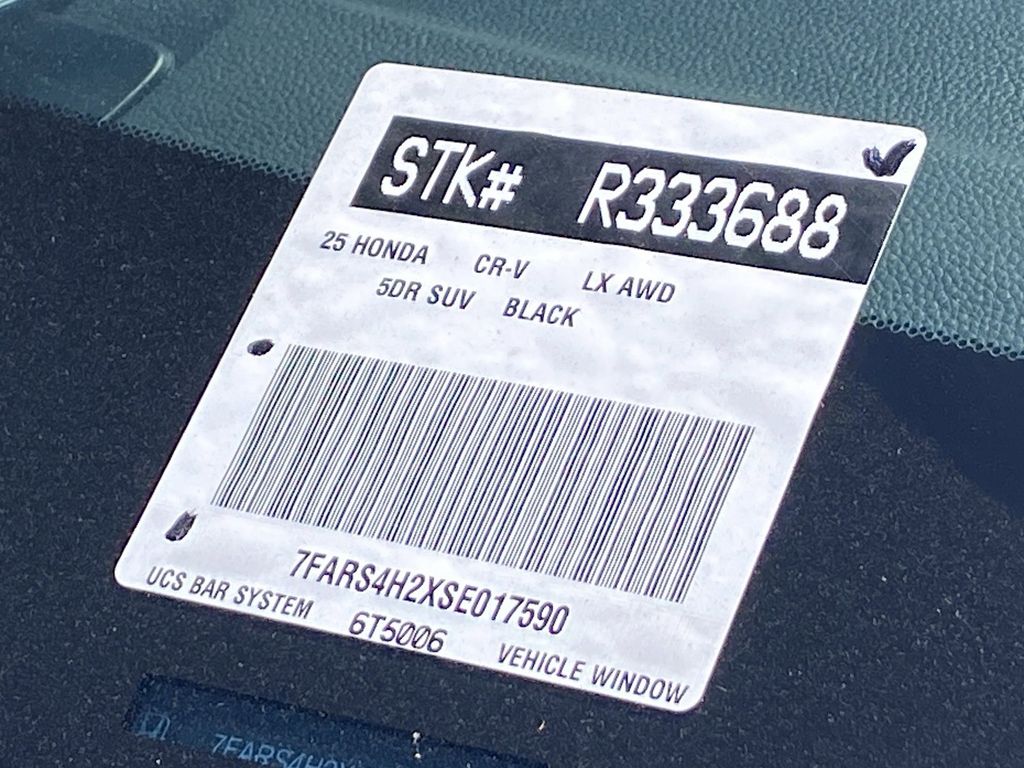 STK# R333688
25 HONDA CR-V LX AWD
5DR SUV BLACK
7FARS4H2XSE017590
UCS BAR SYSTEM 6T5006 VEHICLE WINDOW